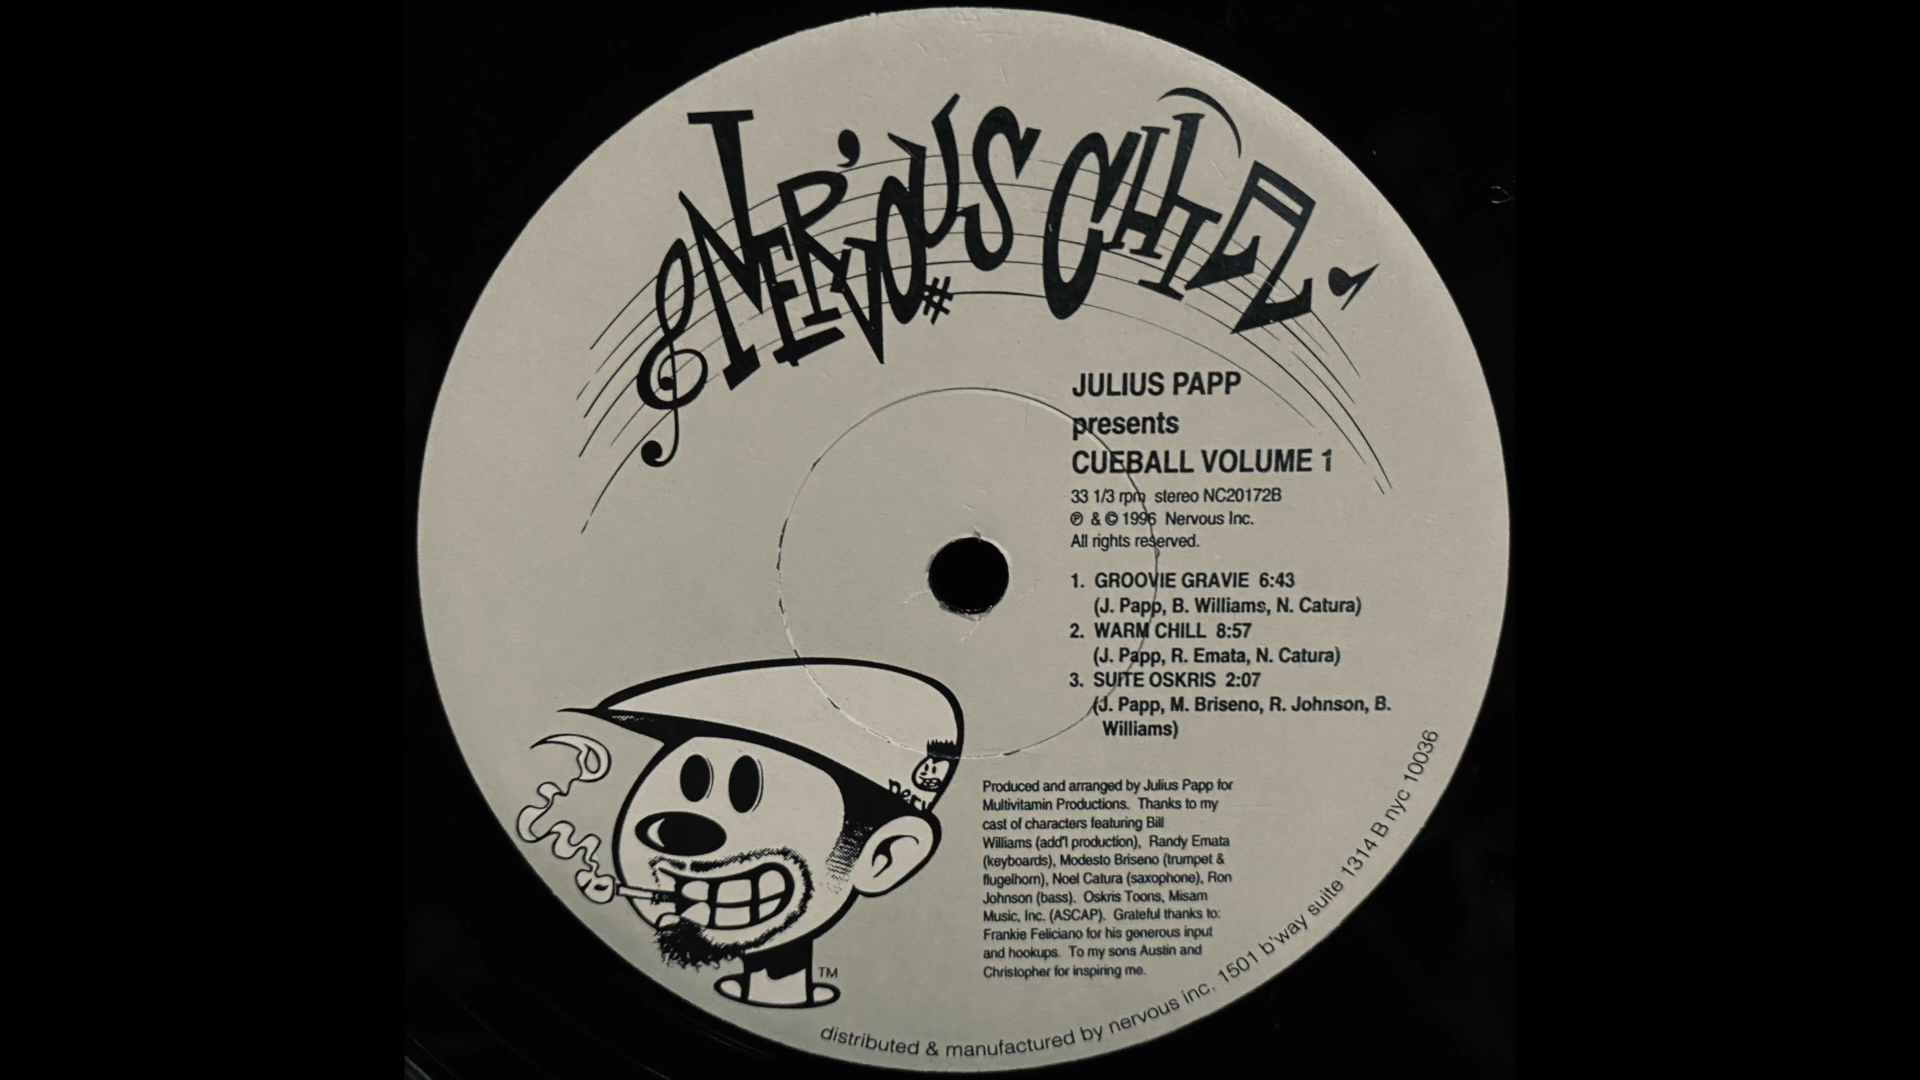 NERVOUS CHILL
JULIUS PAPP
presents
CUEBALL VOLUME 1
33 1/3 rpm stereo NC20172B
℗ & © 1996 Nervous Inc.
All rights reserved.
1. GROOVIE GRAVIE 6:43
(J. Papp, B. Williams, N. Catura)
2. WARM CHILL 8:57
(J. Papp, R. Emata, N. Catura)
3. SUITE OSKRIS 2:07
(J. Papp, M. Briseno, R. Johnson, B.
Williams)
Produced and arranged by Julius Papp for
Multivitamin Productions. Thanks to my
cast of characters featuring Bill
Williams (add'l production), Randy Emata
(keyboards), Modesto Briseno (trumpet &
flugelhorn), Noel Catura (saxophone), Ron
Johnson (bass). Oskris Toons, Misam
Music, Inc. (ASCAP). Grateful thanks to:
Frankie Feliciano for his generous input
and hookups. To my sons Austin and
Christopher for inspiring me.
nerv
TM
distributed & manufactured by nervous inc. 1501 b'way suite 1314 B nyc 10036